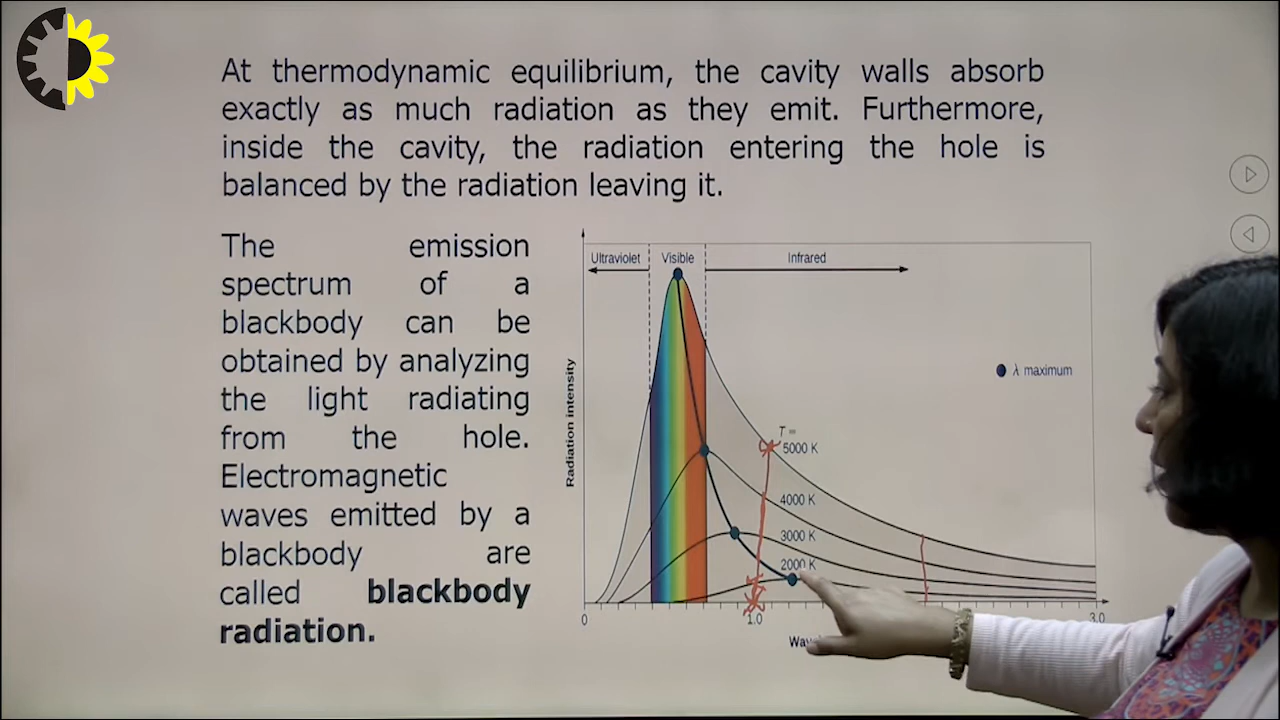 At thermodynamic equilibrium, the cavity walls absorb
exactly as much radiation as they emit. Furthermore,
inside the cavity, the radiation entering the hole is
balanced by the radiation leaving it.
The emission
spectrum of a
blackbody can be
obtained by analyzing
the light radiating
from the hole.
Electromagnetic
waves emitted by a
blackbody are
called blackbody
radiation.
Ultraviolet Visible Infrared
λ maximum
Radiation intensity
T =
5000 K
4000 K
3000 K
2000 K
0 1.0 3.0